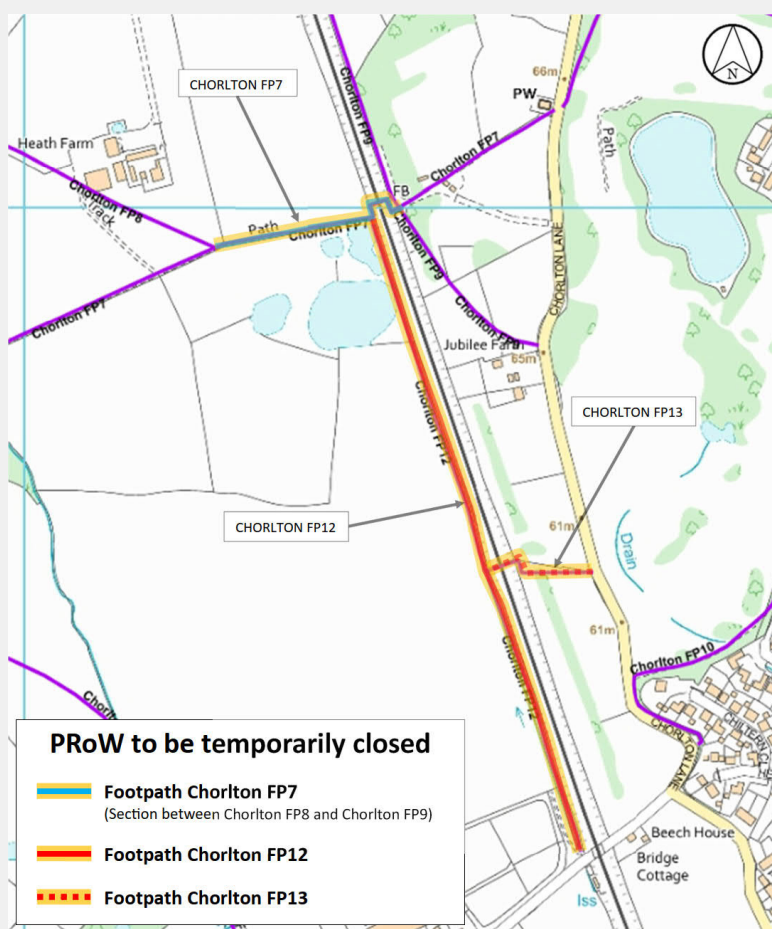 CHORLTON FP7
N
66m
PW
Chorlton FP9
Path
Heath Farm
Chorlton FP7
Chorlton FP8
Track
FB
Path
Chorlton FP7
Chorlton FP9
CHORLTON LANE
Chorlton FP7
Jubilee Farm
65m
CHORLTON FP13
Chorlton FP12
CHORLTON FP12
61m
Drain
61m
Chorlton FP10
Chorlton FP12
CHORLTON LANE
PRoW to be temporarily closed
Footpath Chorlton FP7
(Section between Chorlton FP8 and Chorlton FP9)
Footpath Chorlton FP12
Footpath Chorlton FP13
Beech House
Bridge
Cottage
Iss